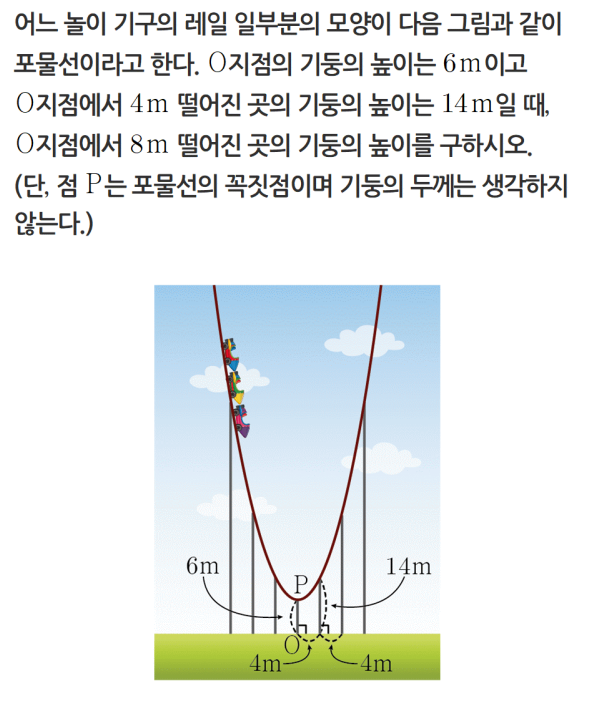 어느 놀이 기구의 레일 일부분의 모양이 다음 그림과 같이
포물선이라고 한다. O지점의 기둥의 높이는 6m이고
O지점에서 4m 떨어진 곳의 기둥의 높이는 14m일 때,
O지점에서 8m 떨어진 곳의 기둥의 높이를 구하시오.
(단, 점 P는 포물선의 꼭짓점이며 기둥의 두께는 생각하지
않는다.)
6m
P
14m
O
4m
4m